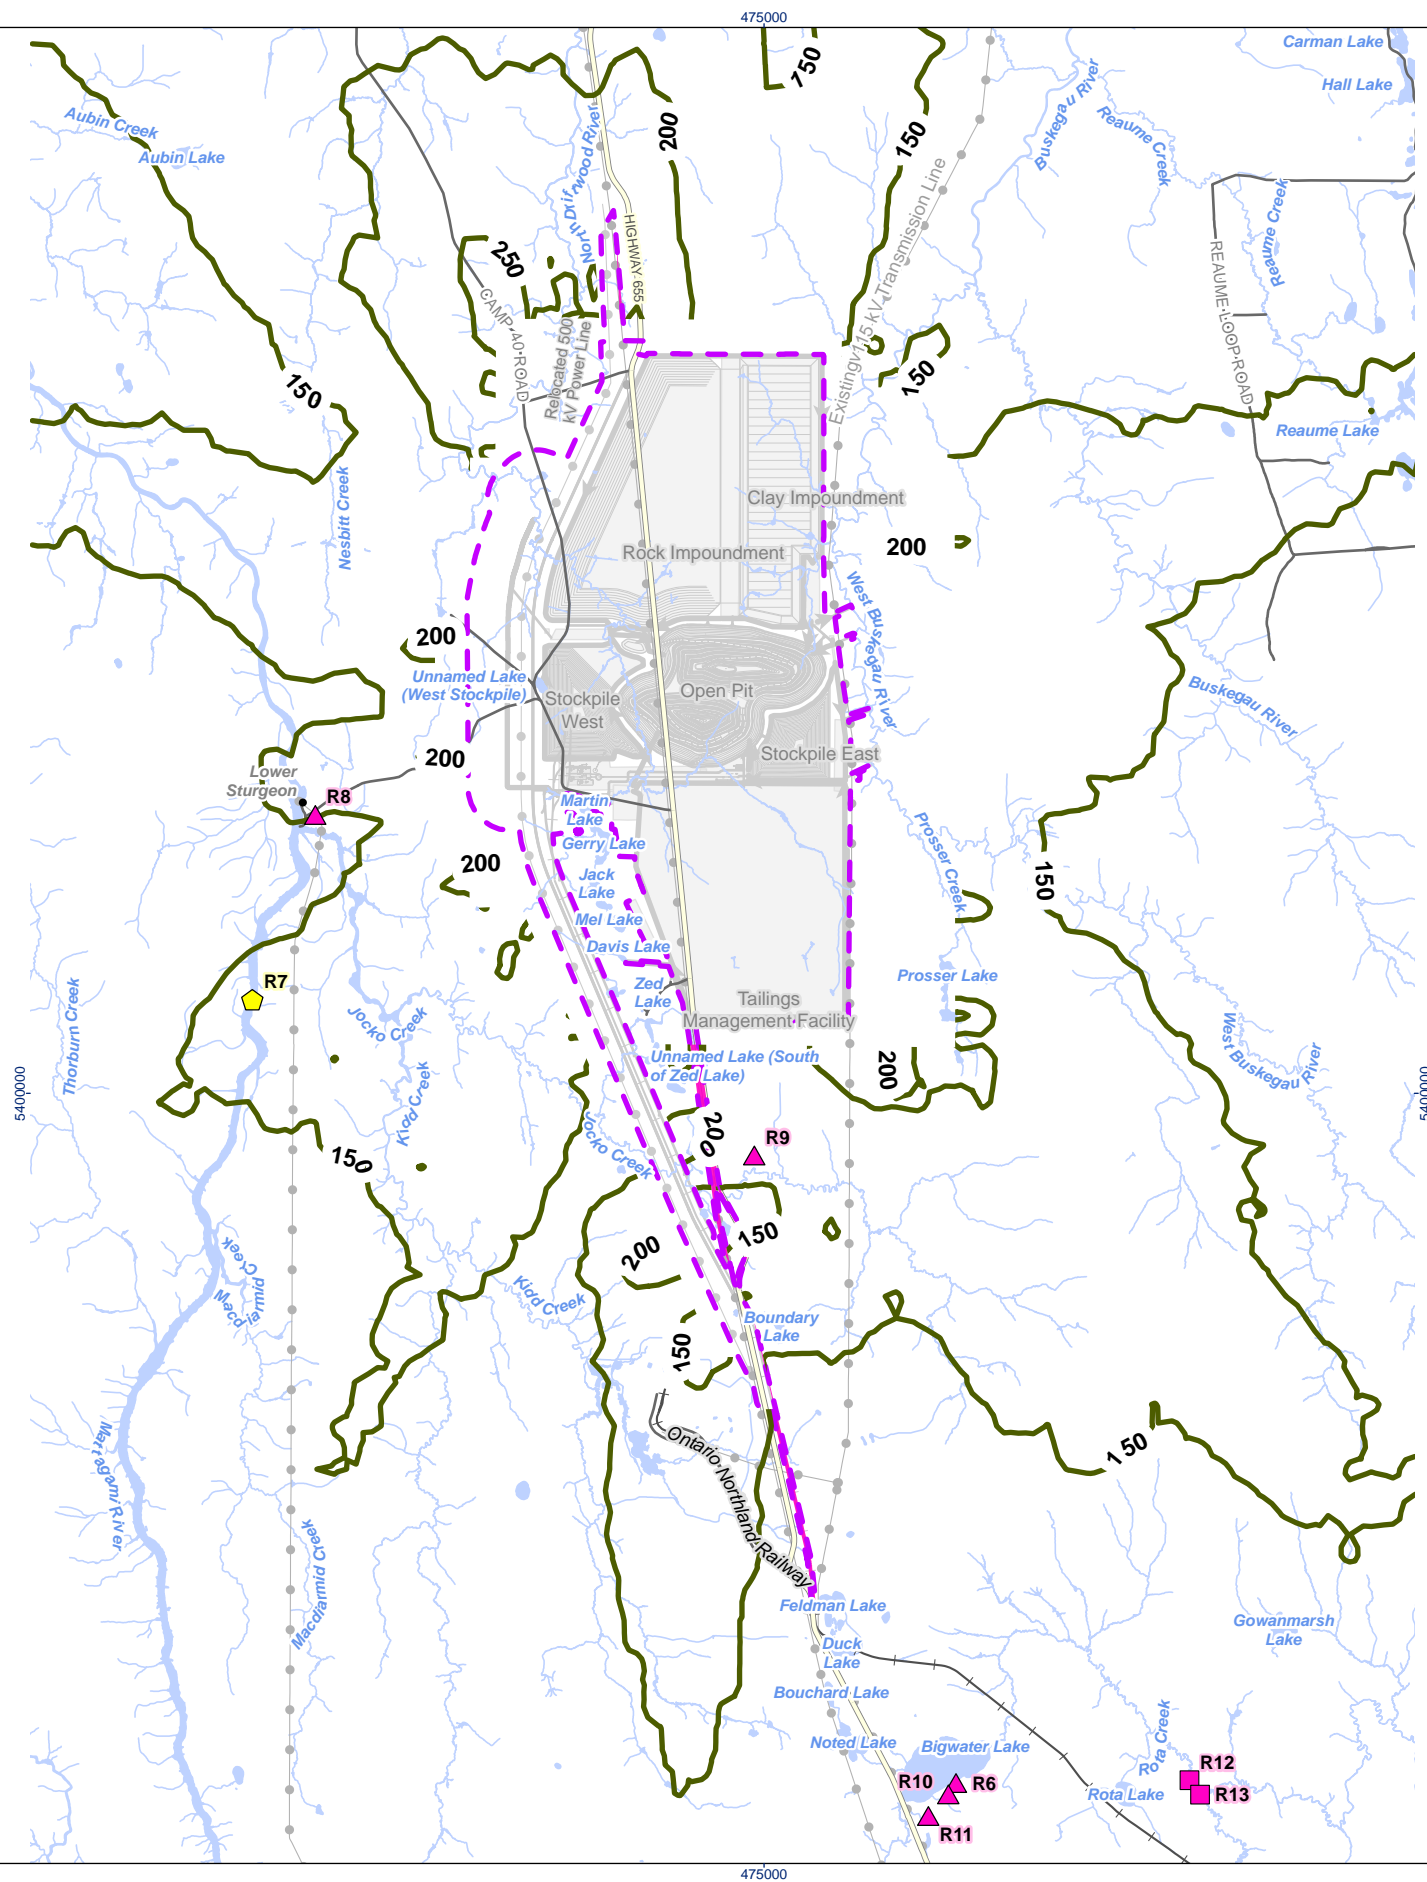 475000
Carman Lake
Hall Lake
750
200
150
Buskegau River
Reaume Creek
Aubin Creek
Aubin Lake
North Driftwood River
HIGHWAY 655
Existing 115 kV Transmission Line
Reaume Creek
REAUME LOOP ROAD
250
CAMP 40 ROAD
Relocated 500
kV Power Line
150
150
Reaume Lake
Nesbitt Creek
Clay Impoundment
Rock Impoundment
200
West Buskegau River
200
Unnamed Lake
(West Stockpile)
Stockpile
West
Open Pit
Buskegau River
Stockpile East
200
Lower
Sturgeon
R8
Martin
Lake
Gerry Lake
Prosser Creek
200
Jack
Lake
150
Mel Lake
Davis Lake
R7
Zed
Lake
Prosser Lake
Tailings
Management Facility
Thorburn Creek
Jocko Creek
West Buskegau River
Unnamed Lake (South
of Zed Lake)
200
5400000
5400000
Kidd Creek
Jocko Creek
200
R9
150
150
200
Macdiarmid Creek
Kidd Creek
Boundary
Lake
150
Mattagami River
Ontario Northland Railway
150
Macdiarmid Creek
Feldman Lake
Gowanmarsh
Lake
Duck
Lake
Bouchard Lake
Noted Lake
Bigwater Lake
Rota Creek
R12
R10
R6
Rota Lake
R13
R11
475000